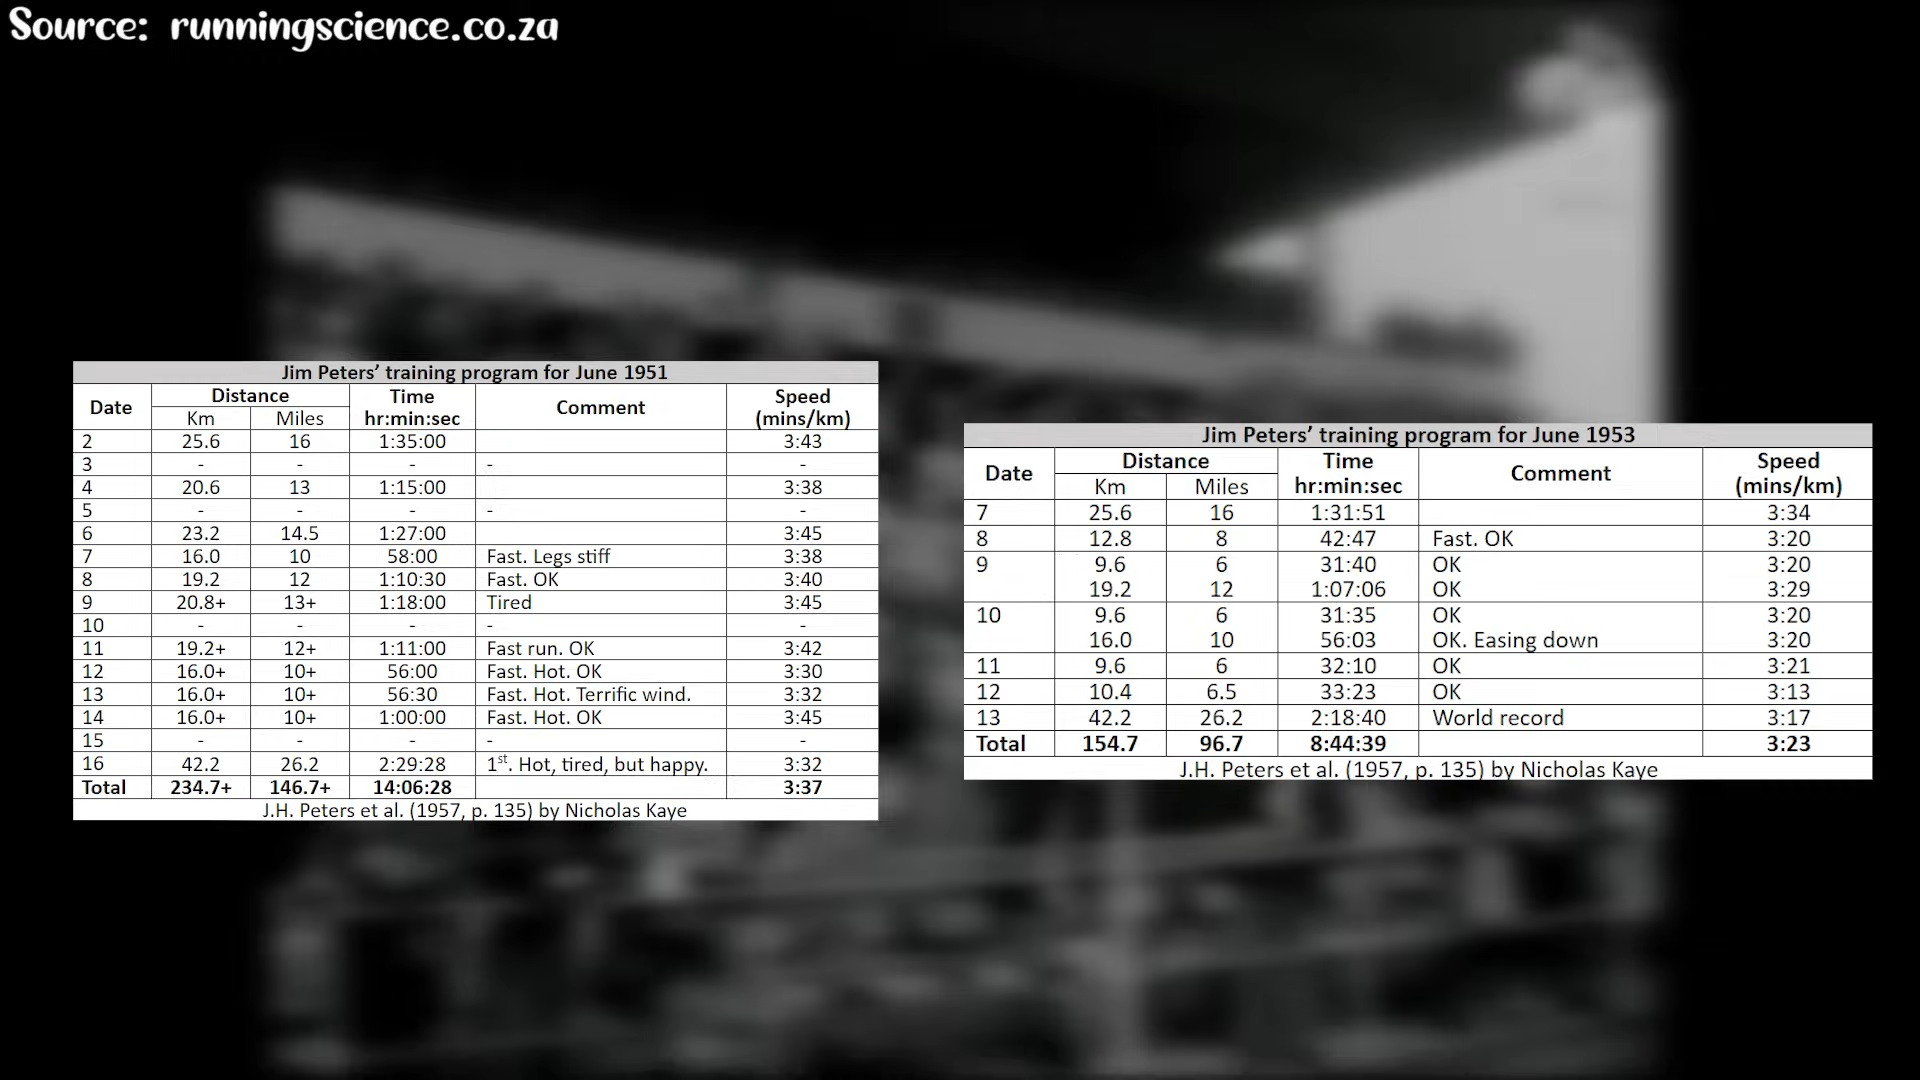 Source: runningscience.co.za
Jim Peters’ training program for June 1951
Date Distance Time hr:min:sec Comment Speed (mins/km)
Km Miles
2 25.6 16 1:35:00 3:43
3 - - - - -
4 20.6 13 1:15:00 3:38
5 - - - - -
6 23.2 14.5 1:27:00 3:45
7 16.0 10 58:00 Fast. Legs stiff 3:38
8 19.2 12 1:10:30 Fast. OK 3:40
9 20.8+ 13+ 1:18:00 Tired 3:45
10 - - - - -
11 19.2+ 12+ 1:11:00 Fast run. OK 3:42
12 16.0+ 10+ 56:00 Fast. Hot. OK 3:30
13 16.0+ 10+ 56:30 Fast. Hot. Terrific wind. 3:32
14 16.0+ 10+ 1:00:00 Fast. Hot. OK 3:45
15 - - - - -
16 42.2 26.2 2:29:28 1st. Hot, tired, but happy. 3:32
Total 234.7+ 146.7+ 14:06:28 3:37
J.H. Peters et al. (1957, p. 135) by Nicholas Kaye
Jim Peters’ training program for June 1953
Date Distance Time hr:min:sec Comment Speed (mins/km)
Km Miles
7 25.6 16 1:31:51 3:34
8 12.8 8 42:47 Fast. OK 3:20
9 9.6 6 31:40 OK 3:20
19.2 12 1:07:06 OK 3:29
10 9.6 6 31:35 OK 3:20
16.0 10 56:03 OK. Easing down 3:20
11 9.6 6 32:10 OK 3:21
12 10.4 6.5 33:23 OK 3:13
13 42.2 26.2 2:18:40 World record 3:17
Total 154.7 96.7 8:44:39 3:23
J.H. Peters et al. (1957, p. 135) by Nicholas Kaye